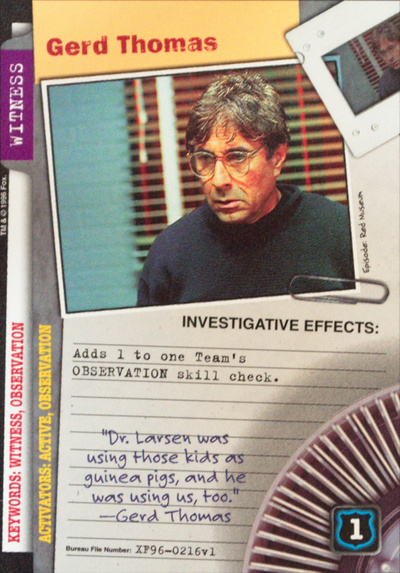 Gerd Thomas
WITNESS
TM & © 1996 Fox.
Episode: Red Museum
KEYWORDS: WITNESS, OBSERVATION
ACTIVATORS: ACTIVE, OBSERVATION
INVESTIGATIVE EFFECTS:
Adds 1 to one Team's
OBSERVATION skill check.
"Dr. Larsen was
using those kids as
guinea pigs, and he
was using us, too."
—Gerd Thomas
1
Bureau File Number: XF96-0216v1